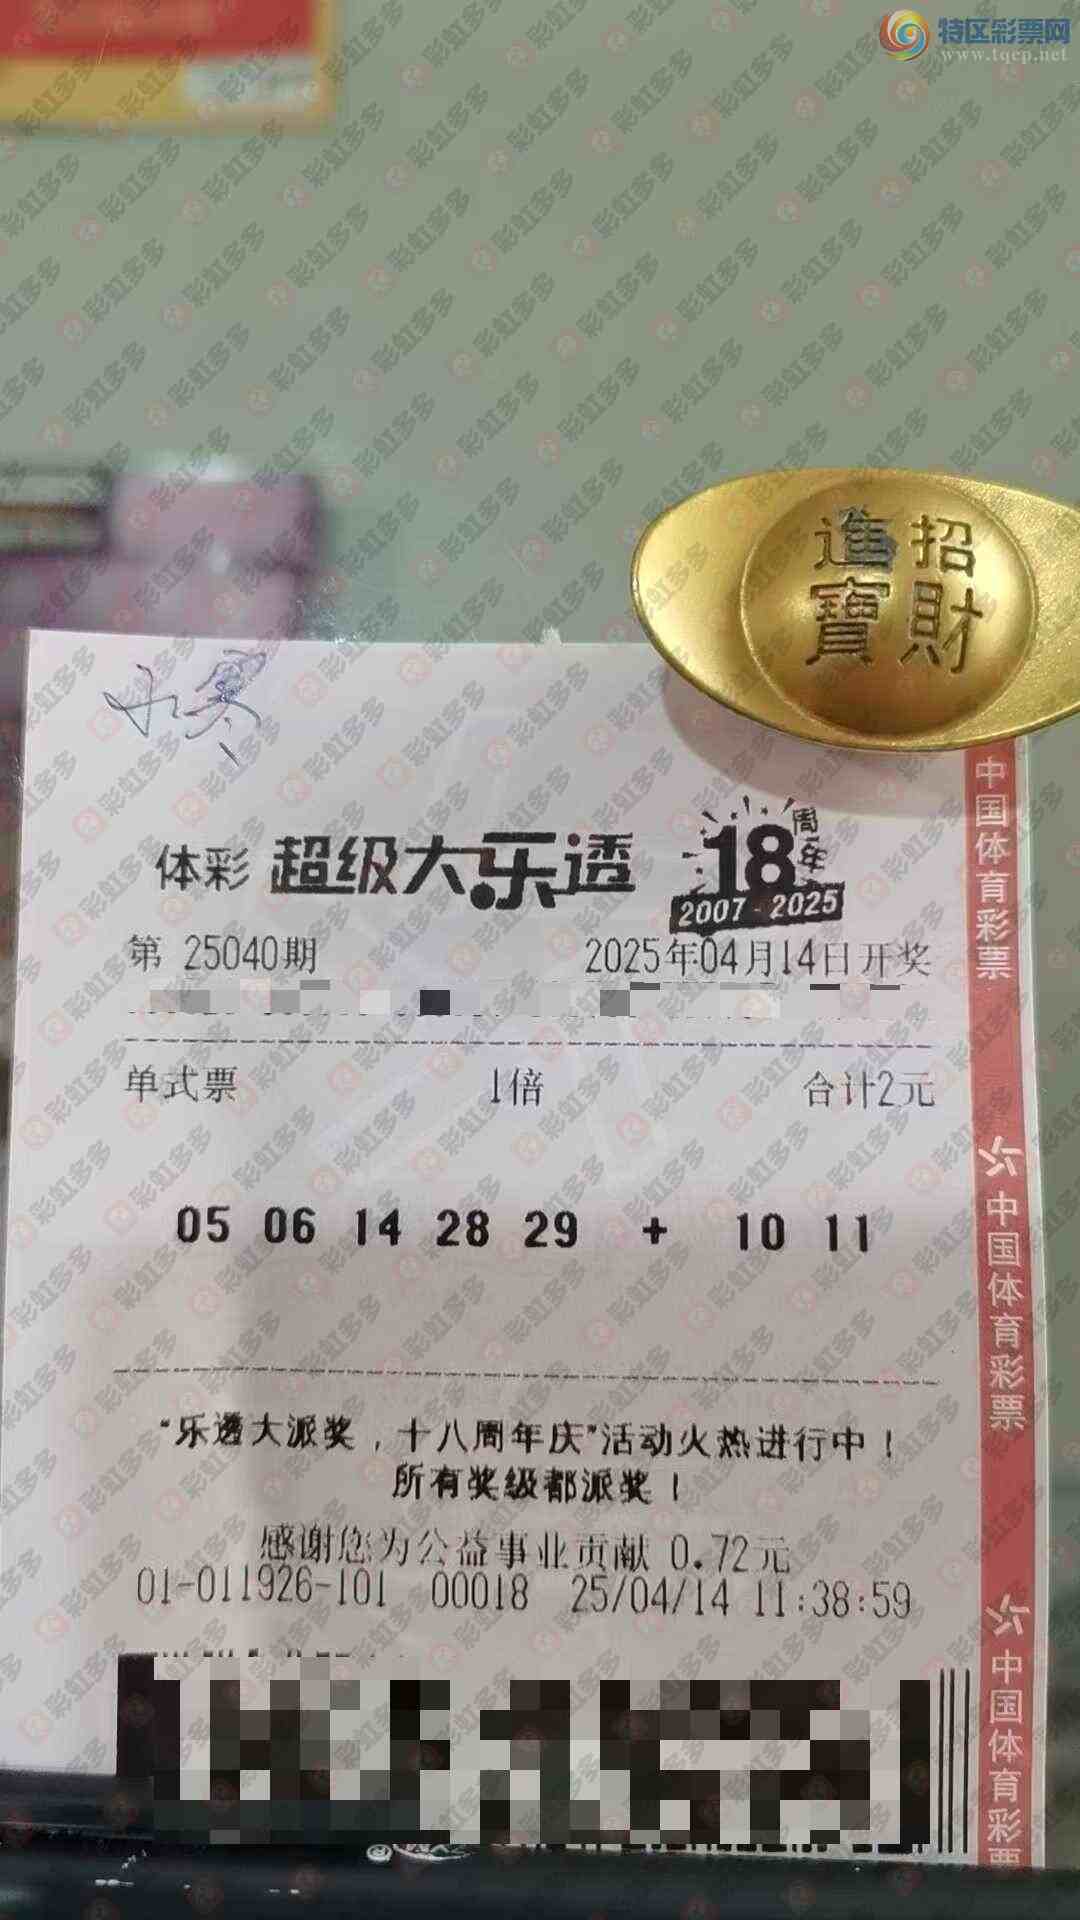 特区彩票网
www.tqcp.net
招財
進寶
体彩 超级大乐透 18周年
2007-2025
第 25040期 2025年04月14日开奖
单式票 1倍 合计2元
05 06 14 28 29 + 10 11
“乐透大派奖，十八周年庆”活动火热进行中！
所有奖级都派奖！
感谢您为公益事业贡献 0.72元
01-011926-101 00018 25/04/14 11:38:59
中国体育彩票
中国体育彩票
中国体育彩票
彩虹多多